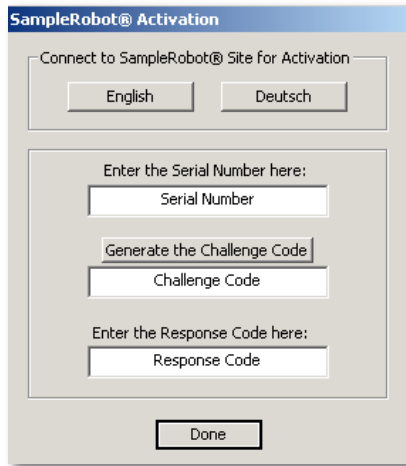 SampleRobot® Activation
Connect to SampleRobot® Site for Activation
English Deutsch
Enter the Serial Number here:
Serial Number
Generate the Challenge Code
Challenge Code
Enter the Response Code here:
Response Code
Done